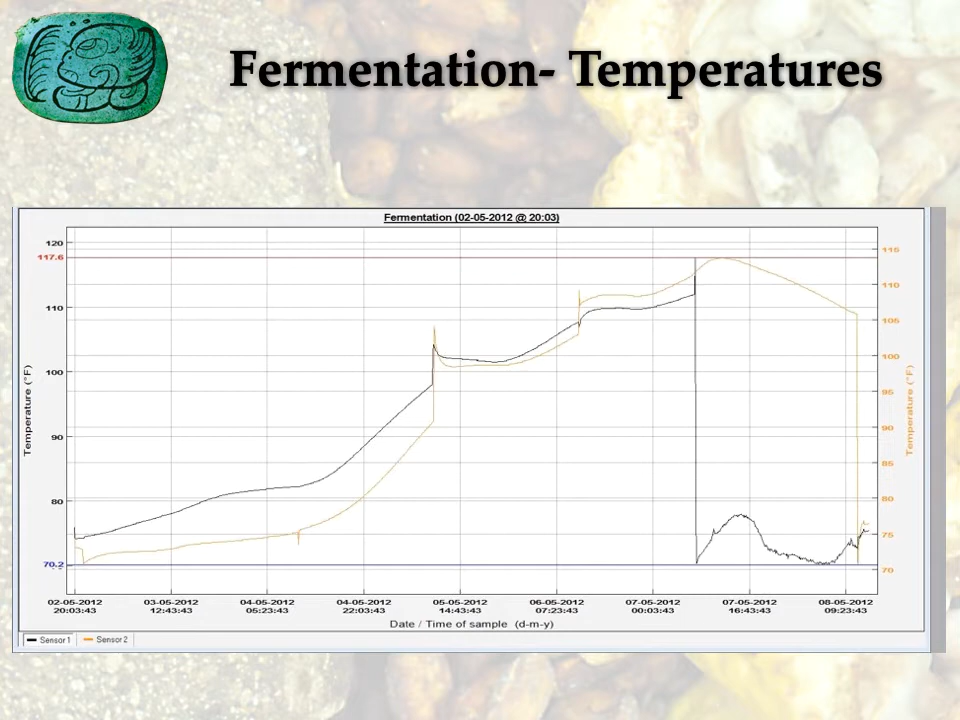 Fermentation- Temperatures
Fermentation (02-05-2012 @ 20:03)
120
117.6
110
100
90
80
70.2
Temperature (°F)
115
110
105
100
95
90
85
80
75
70
Temperature (°F)
02-05-2012 03-05-2012 04-05-2012 04-05-2012 05-05-2012 06-05-2012 07-05-2012 07-05-2012 08-05-2012
20:03:43 12:43:43 05:23:43 22:03:43 14:43:43 07:23:43 00:03:43 16:43:43 09:23:43
Date / Time of sample (d-m-y)
Sensor 1 Sensor 2